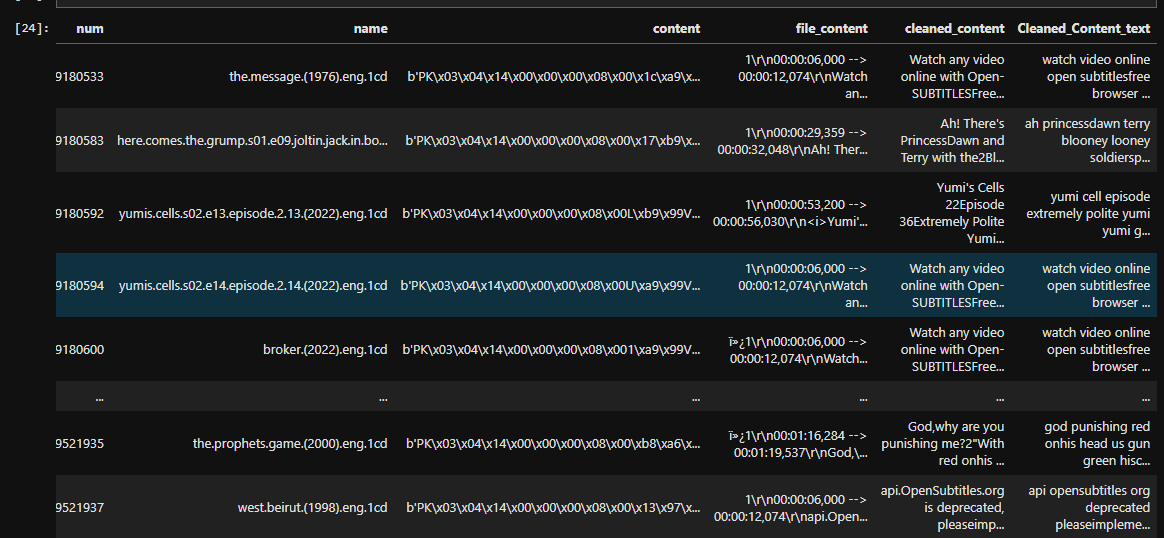 [24]:
num name content file_content cleaned_content Cleaned_Content_text
9180533 the.message.(1976).eng.1cd b'PK\x03\x04\x14\x00\x00\x00\x08\x00\x1c\xa9\x... 1\r\n00:00:06,000 --> 00:00:12,074\r\nWatch an... Watch any video online with Open-SUBTITLESFree... watch video online open subtitlesfree browser ...
9180583 here.comes.the.grump.s01.e09.joltin.jack.in.bo... b'PK\x03\x04\x14\x00\x00\x00\x08\x00\x17\xb9\x... 1\r\n00:00:29,359 --> 00:00:32,048\r\nAh! Ther... Ah! There's PrincessDawn and Terry with the2Bl... ah princessdawn terry blooney looney soldiersp...
9180592 yumis.cells.s02.e13.episode.2.13.(2022).eng.1cd b'PK\x03\x04\x14\x00\x00\x00\x08\x00L\xb9\x99V... 1\r\n00:00:53,200 --> 00:00:56,030\r\n<i>Yumi'... Yumi's Cells 22Episode 36Extremely Polite Yumi... yumi cell episode extremely polite yumi yumi g...
9180594 yumis.cells.s02.e14.episode.2.14.(2022).eng.1cd b'PK\x03\x04\x14\x00\x00\x00\x08\x00U\xa9\x99V... 1\r\n00:00:06,000 --> 00:00:12,074\r\nWatch an... Watch any video online with Open-SUBTITLESFree... watch video online open subtitlesfree browser ...
9180600 broker.(2022).eng.1cd b'PK\x03\x04\x14\x00\x00\x00\x08\x001\xa9\x99V... ï»¿1\r\n00:00:06,000 --> 00:00:12,074\r\nWatch... Watch any video online with Open-SUBTITLESFree... watch video online open subtitlesfree browser ...
... ... ... ... ... ...
9521935 the.prophets.game.(2000).eng.1cd b'PK\x03\x04\x14\x00\x00\x00\x08\x00\xb8\xa6\x... ï»¿1\r\n00:01:16,284 --> 00:01:19,537\r\nGod,\... God,why are you punishing me?2"With red onhis ... god punishing red onhis head us gun green hisc...
9521937 west.beirut.(1998).eng.1cd b'PK\x03\x04\x14\x00\x00\x00\x08\x00\x13\x97\x... 1\r\n00:00:06,000 --> 00:00:12,074\r\napi.Open... api.OpenSubtitles.org is deprecated, pleaseimp... api opensubtitles org deprecated pleaseimpleme...